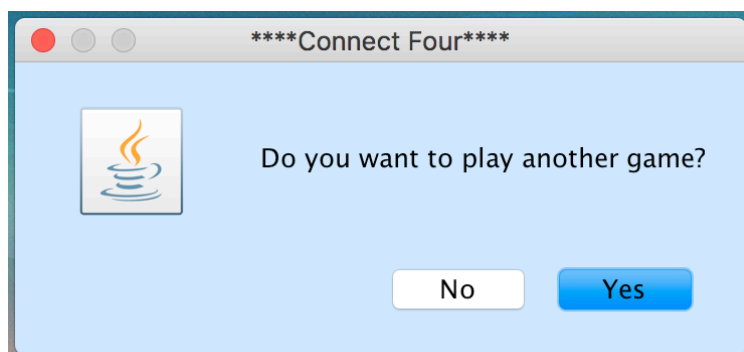 ****Connect Four****
Do you want to play another game?
No
Yes